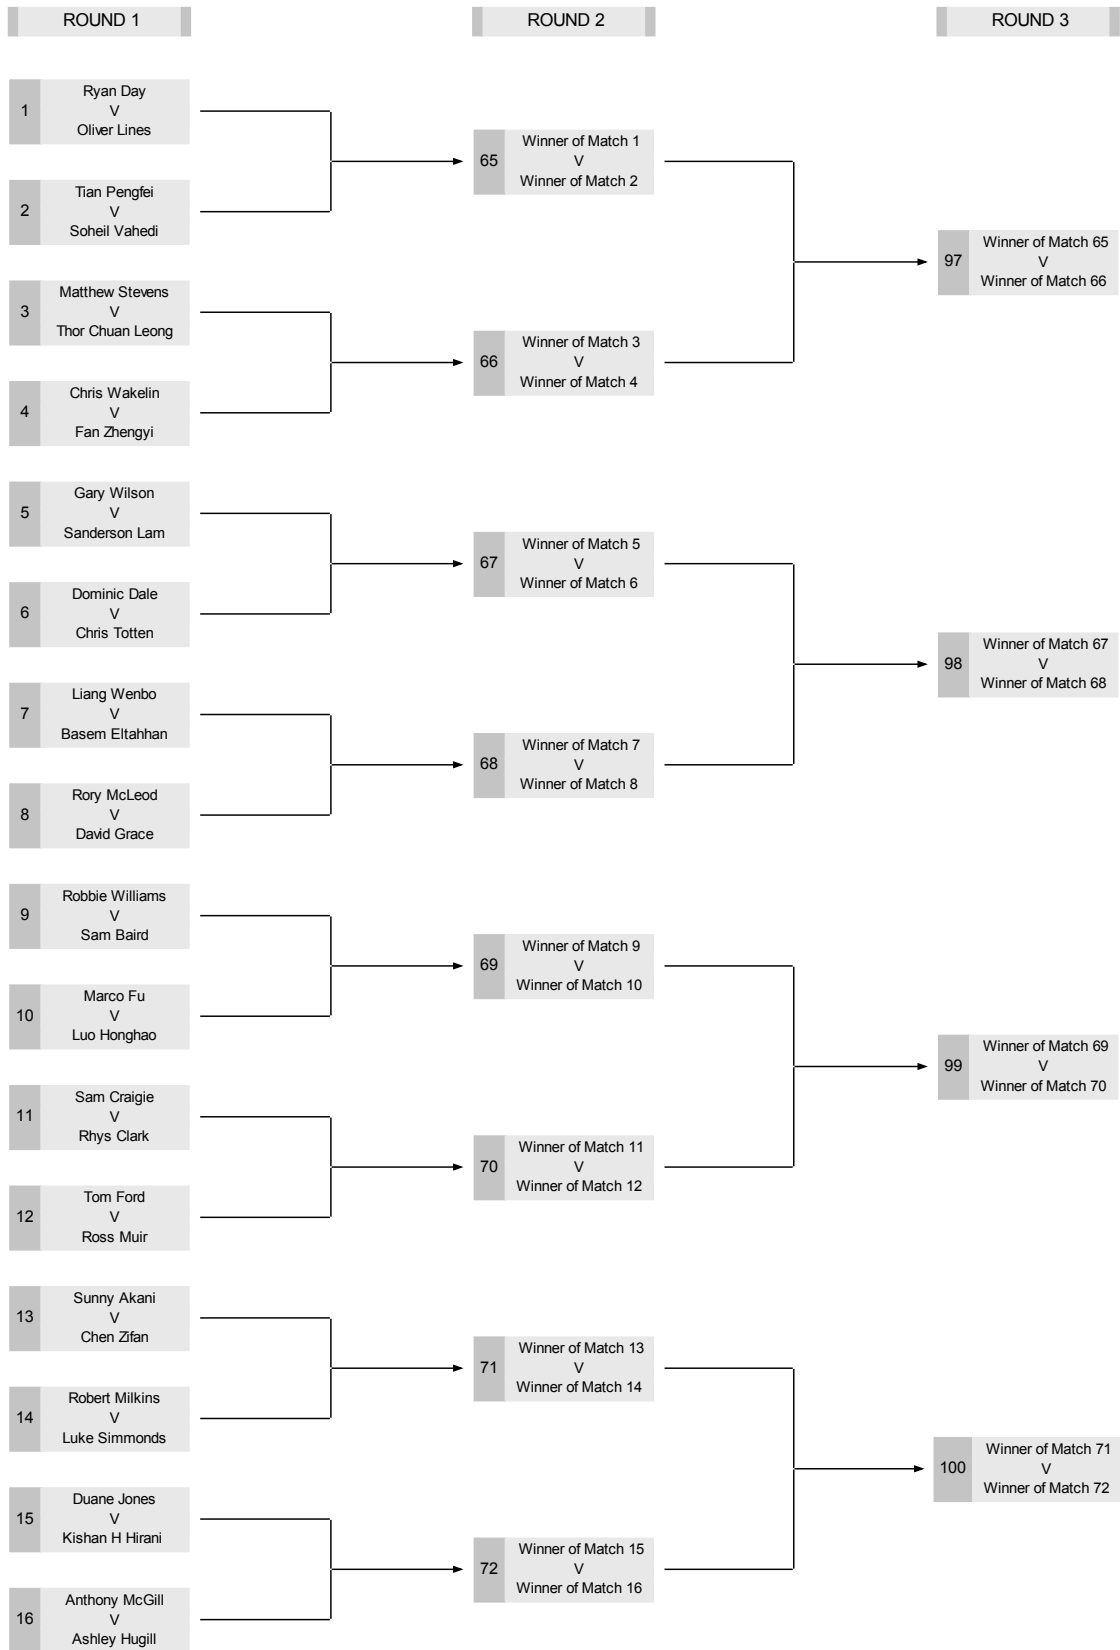 ROUND 1
ROUND 2
ROUND 3
1
Ryan Day
V
Oliver Lines
2
Tian Pengfei
V
Soheil Vahedi
3
Matthew Stevens
V
Thor Chuan Leong
4
Chris Wakelin
V
Fan Zhengyi
5
Gary Wilson
V
Sanderson Lam
6
Dominic Dale
V
Chris Totten
7
Liang Wenbo
V
Basem Eltahhan
8
Rory McLeod
V
David Grace
9
Robbie Williams
V
Sam Baird
10
Marco Fu
V
Luo Honghao
11
Sam Craigie
V
Rhys Clark
12
Tom Ford
V
Ross Muir
13
Sunny Akani
V
Chen Zifan
14
Robert Milkins
V
Luke Simmonds
15
Duane Jones
V
Kishan H Hirani
16
Anthony McGill
V
Ashley Hugill
65
Winner of Match 1
V
Winner of Match 2
66
Winner of Match 3
V
Winner of Match 4
67
Winner of Match 5
V
Winner of Match 6
68
Winner of Match 7
V
Winner of Match 8
69
Winner of Match 9
V
Winner of Match 10
70
Winner of Match 11
V
Winner of Match 12
71
Winner of Match 13
V
Winner of Match 14
72
Winner of Match 15
V
Winner of Match 16
97
Winner of Match 65
V
Winner of Match 66
98
Winner of Match 67
V
Winner of Match 68
99
Winner of Match 69
V
Winner of Match 70
100
Winner of Match 71
V
Winner of Match 72